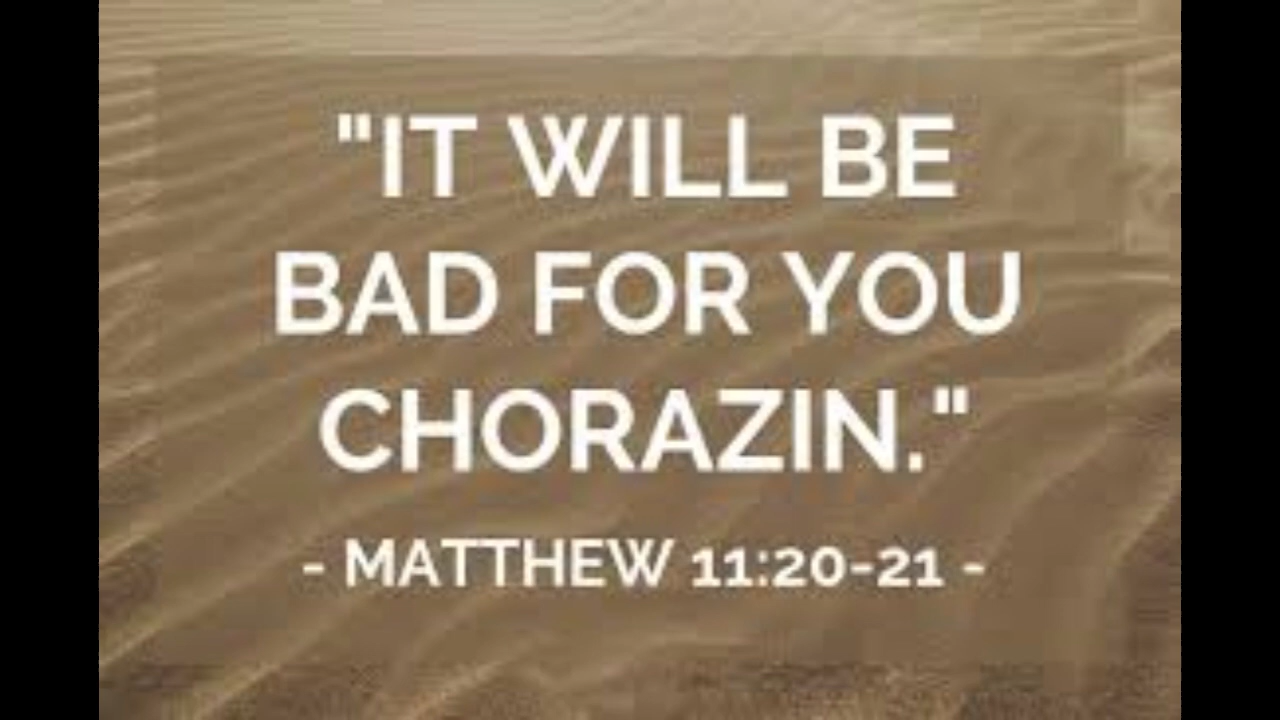 "IT WILL BE
BAD FOR YOU
CHORAZIN."
- MATTHEW 11:20-21 -